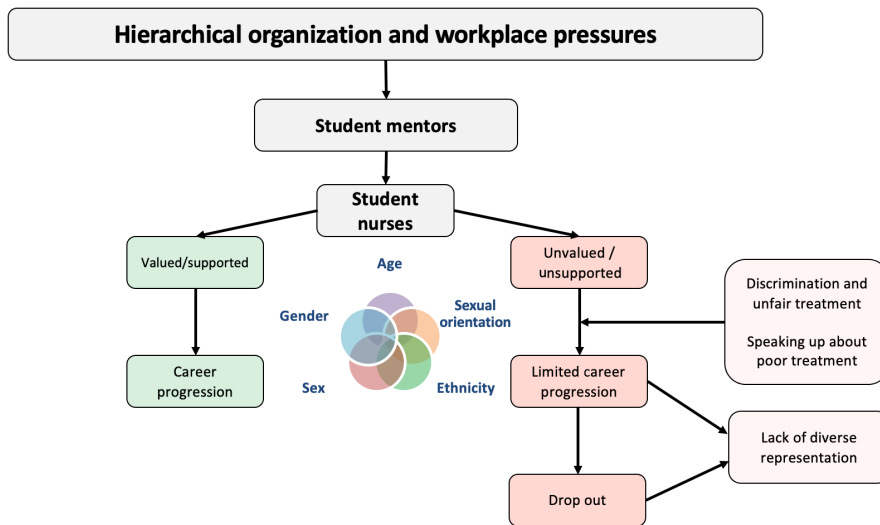 Hierarchical organization and workplace pressures
Student mentors
Student
nurses
Valued/supported
Unvalued /
unsupported
Age
Discrimination and
unfair treatment
Speaking up about
poor treatment
Gender
Sexual
orientation
Career
progression
Sex
Ethnicity
Limited career
progression
Lack of diverse
representation
Drop out